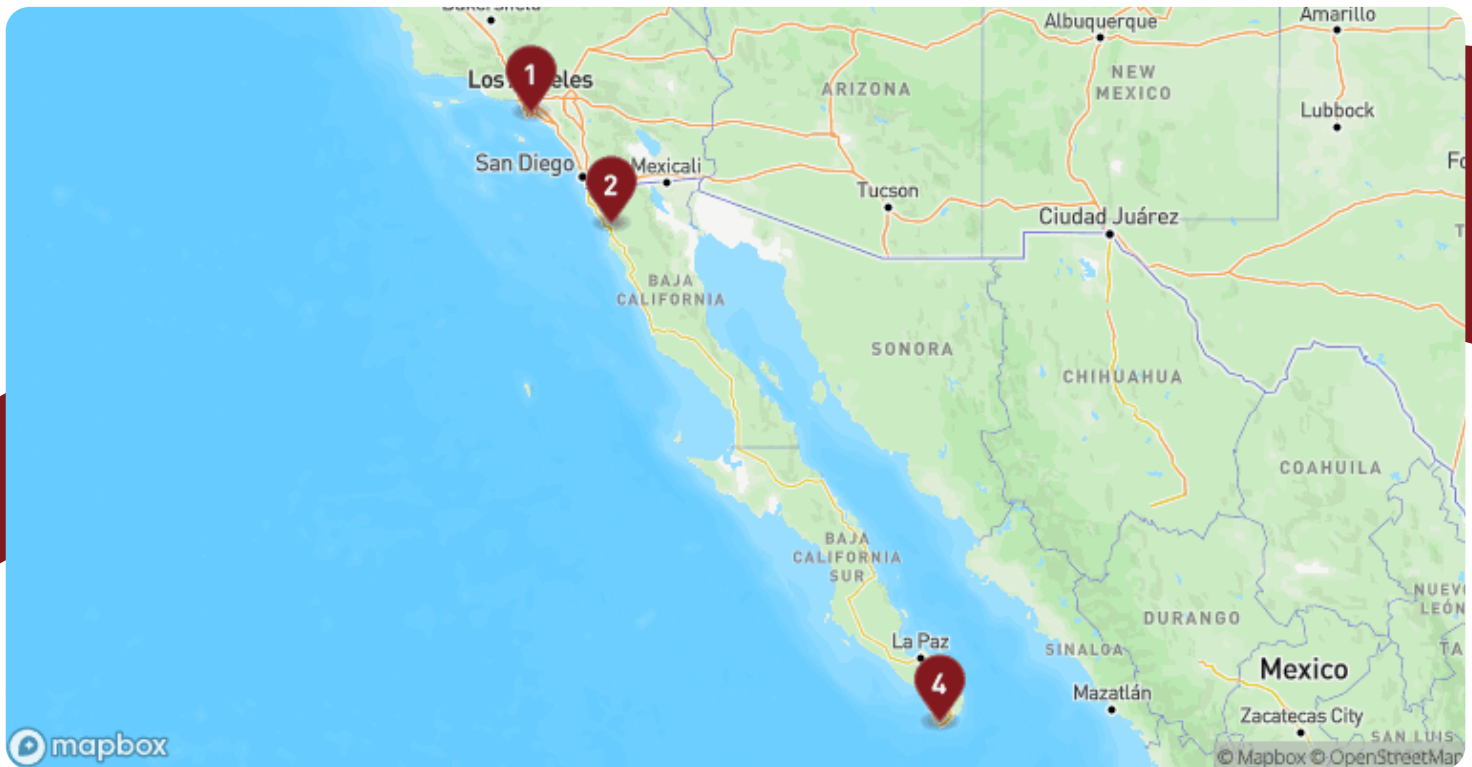 Albuquerque
Amarillo
1
Los
eles
ARIZONA
NEW
MEXICO
Lubbock
San Diego
2
Mexicali
Tucson
Ciudad Juárez
BAJA
CALIFORNIA
SONORA
CHIHUAHUA
COAHUILA
BAJA
CALIFORNIA
SUR
DURANGO
La Paz
SINALOA
4
Mexico
Mazatlán
Zacatecas City
SAN LUIS
mapbox
© Mapbox © OpenStreetMap